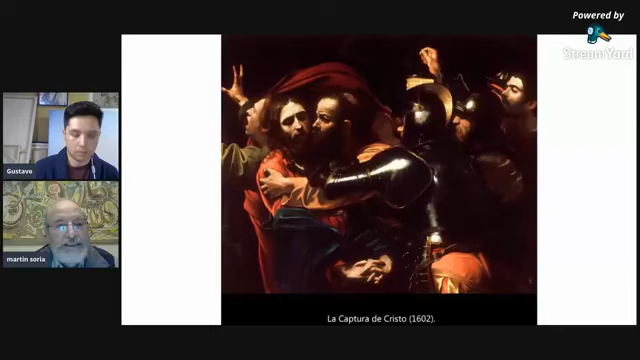 Powered by
StreamYard
Gustavo
martin soria
La Captura de Cristo (1602).